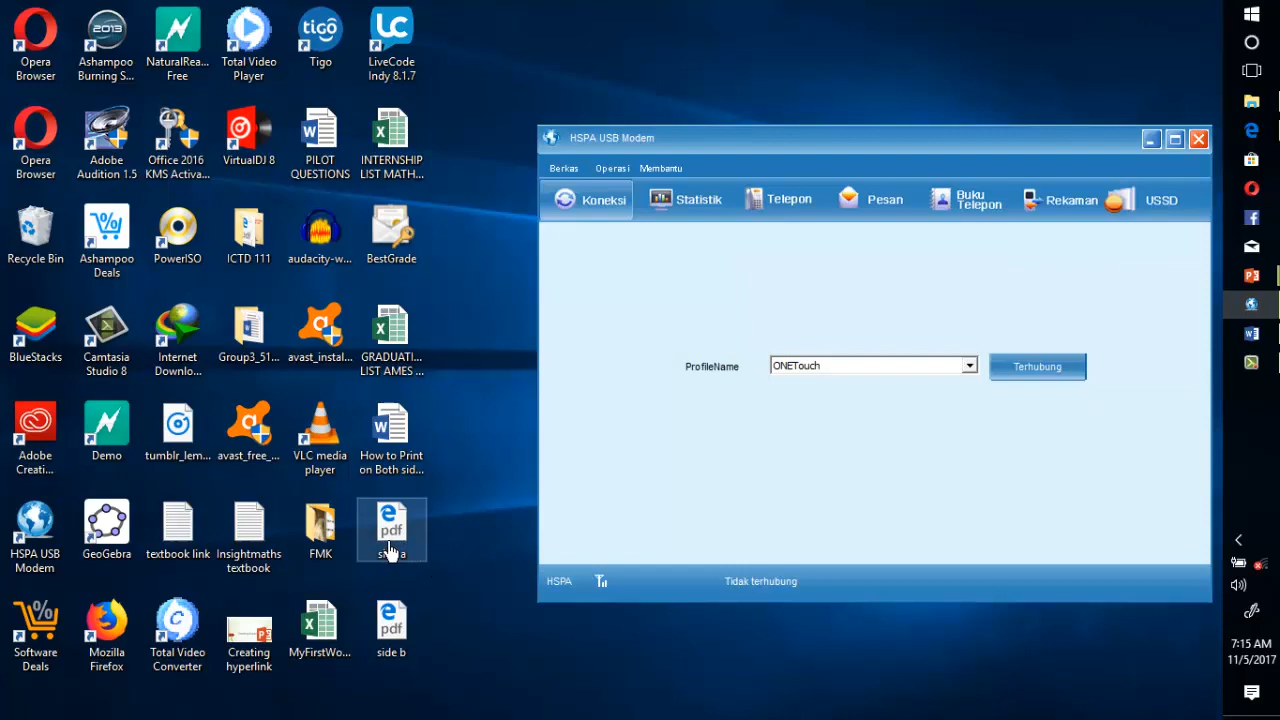 Opera
Browser
Ashampoo
Burning S...
NaturalRea...
Free
Total Video
Player
tigo
Tigo
LC
LiveCode
Indy 8.1.7
2013
Opera
Browser
Adobe
Audition 1.5
Office 2016
KMS Activa...
VirtualDJ 8
PILOT
QUESTIONS
INTERNSHIP
LIST MATH...
Recycle Bin
Ashampoo
Deals
PowerISO
ICTD 111
audacity-w...
BestGrade
BlueStacks
Camtasia
Studio 8
Internet
Downlo...
Group3_51...
avast_instal...
GRADUATI...
LIST AMES ...
Adobe
Creati...
Demo
tumblr_lem...
avast_free_...
VLC media
player
How to Print
on Both sid...
HSPA USB
Modem
GeoGebra
textbook link
Insightmaths
textbook
FMK
pdf
Software
Deals
Mozilla
Firefox
Total Video
Converter
Creating
hyperlink
MyFirstWo...
pdf
side b
HSPA USB Modem
Berkas Operasi Membantu
Koneksi Statistik Telepon Pesan Buku Telepon Rekaman USSD
ProfileName ONETouch Terhubung
HSPA Tidak terhubung
7:15 AM
11/5/2017